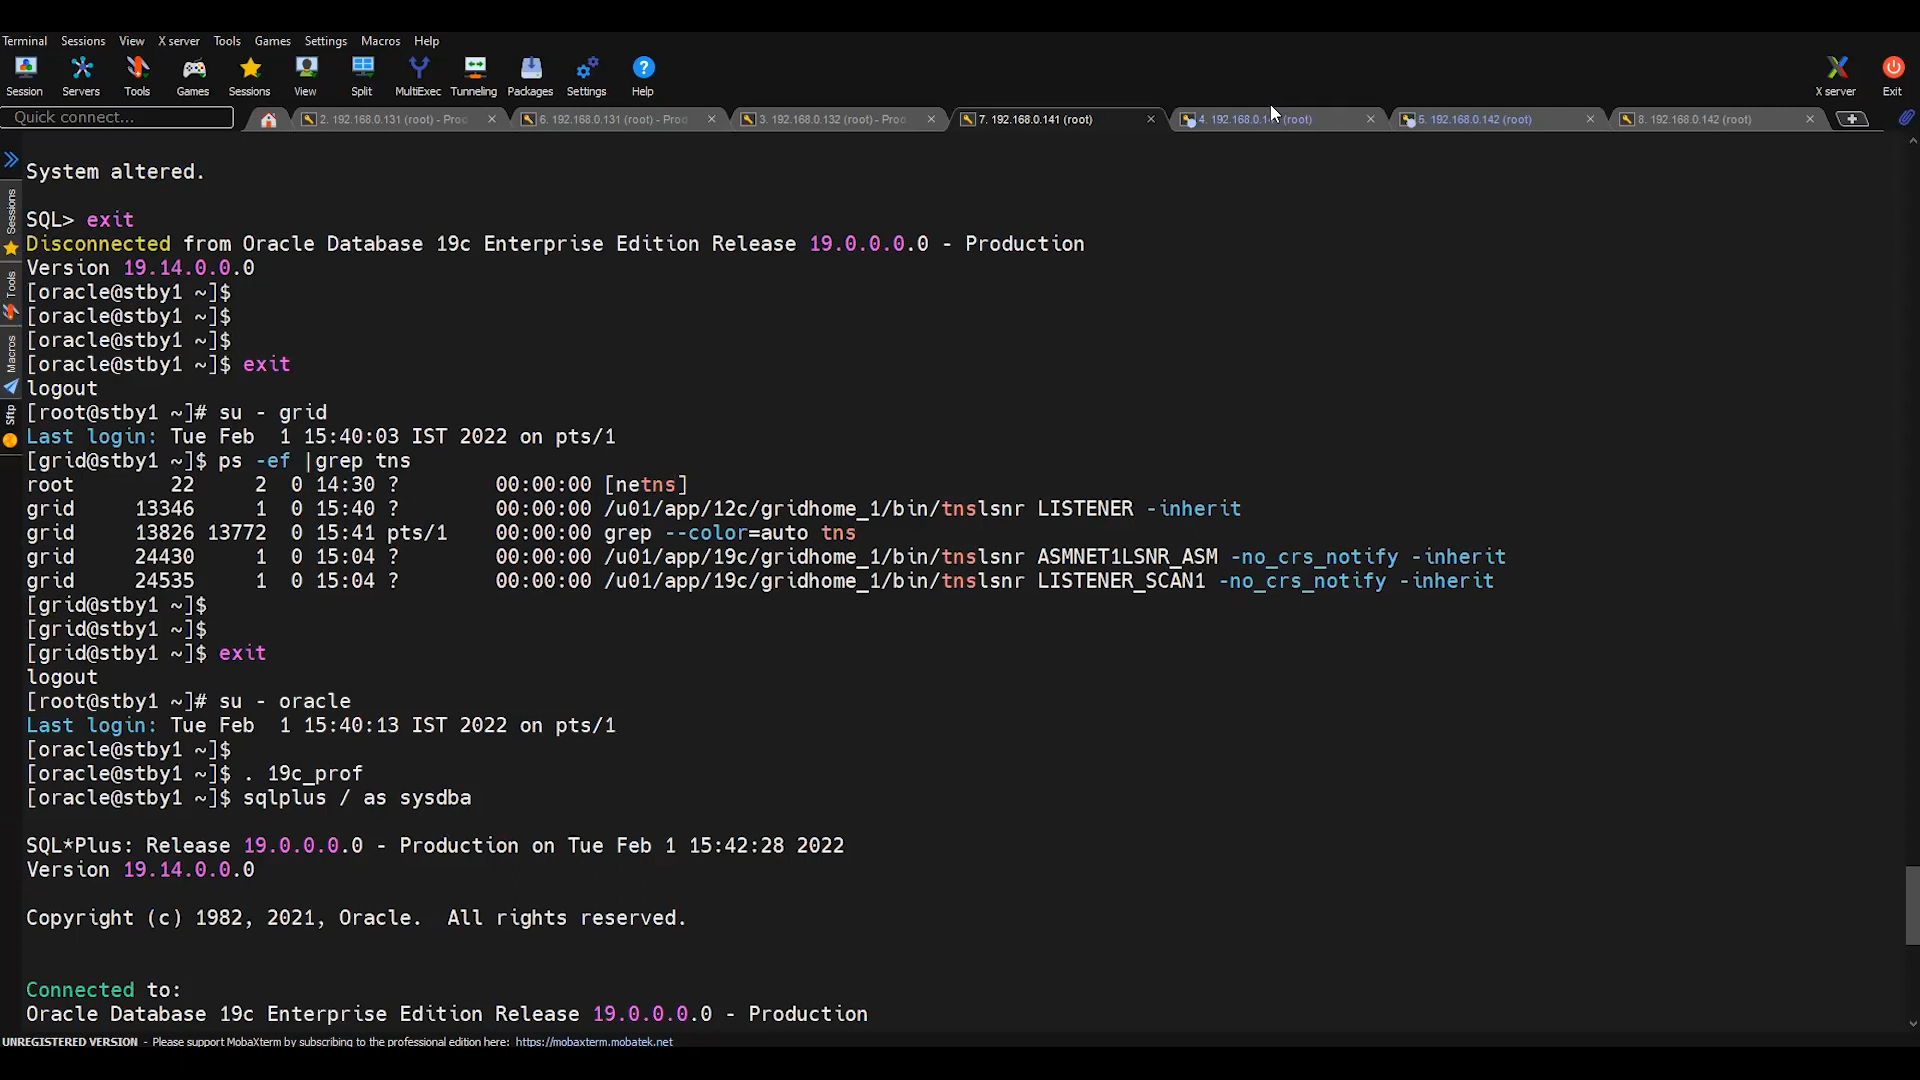 Terminal Sessions View X server Tools Games Settings Macros Help
Session Servers Tools Games Sessions View Split MultiExec Tunneling Packages Settings Help X server Exit
Quick connect... 2. 192.168.0.131 (root) - Prod 6. 192.168.0.131 (root) - Prod 3. 192.168.0.132 (root) - Prod 7. 192.168.0.141 (root) 4. 192.168.0.1 (root) 5. 192.168.0.142 (root) 8. 192.168.0.142 (root)
Sessions
Tools
Macros
Sftp
System altered.
SQL> exit
Disconnected from Oracle Database 19c Enterprise Edition Release 19.0.0.0.0 - Production
Version 19.14.0.0.0
[oracle@stby1 ~]$
[oracle@stby1 ~]$
[oracle@stby1 ~]$
[oracle@stby1 ~]$ exit
logout
[root@stby1 ~]# su - grid
Last login: Tue Feb  1 15:40:03 IST 2022 on pts/1
[grid@stby1 ~]$ ps -ef |grep tns
root        22     2  0 14:30 ?        00:00:00 [netns]
grid     13346     1  0 15:40 ?        00:00:00 /u01/app/12c/gridhome_1/bin/tnslsnr LISTENER -inherit
grid     13826 13772  0 15:41 pts/1    00:00:00 grep --color=auto tns
grid     24430     1  0 15:04 ?        00:00:00 /u01/app/19c/gridhome_1/bin/tnslsnr ASMNET1LSNR_ASM -no_crs_notify -inherit
grid     24535     1  0 15:04 ?        00:00:00 /u01/app/19c/gridhome_1/bin/tnslsnr LISTENER_SCAN1 -no_crs_notify -inherit
[grid@stby1 ~]$
[grid@stby1 ~]$
[grid@stby1 ~]$ exit
logout
[root@stby1 ~]# su - oracle
Last login: Tue Feb  1 15:40:13 IST 2022 on pts/1
[oracle@stby1 ~]$
[oracle@stby1 ~]$ . 19c_prof
[oracle@stby1 ~]$ sqlplus / as sysdba
SQL*Plus: Release 19.0.0.0.0 - Production on Tue Feb 1 15:42:28 2022
Version 19.14.0.0.0
Copyright (c) 1982, 2021, Oracle.  All rights reserved.
Connected to:
Oracle Database 19c Enterprise Edition Release 19.0.0.0.0 - Production
UNREGISTERED VERSION - Please support MobaXterm by subscribing to the professional edition here: https://mobaxterm.mobatek.net